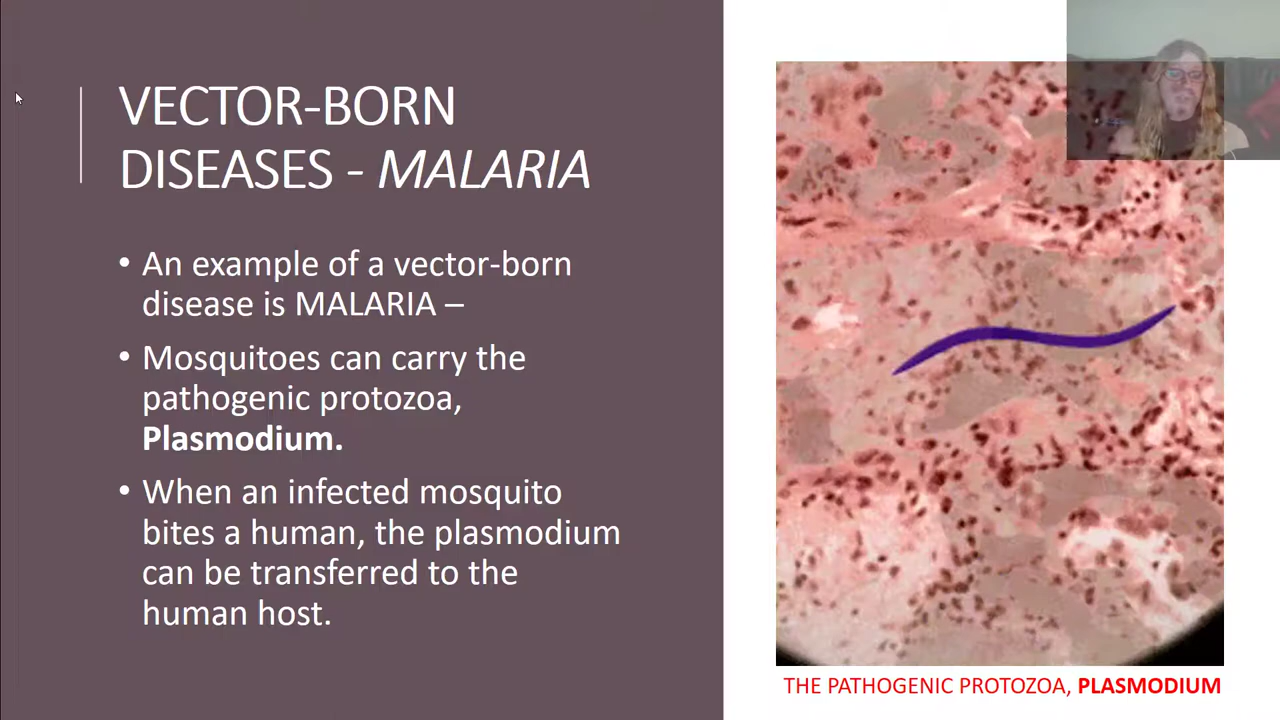 VECTOR-BORN
DISEASES - MALARIA
• An example of a vector-born
disease is MALARIA –
• Mosquitoes can carry the
pathogenic protozoa,
Plasmodium.
• When an infected mosquito
bites a human, the plasmodium
can be transferred to the
human host.
THE PATHOGENIC PROTOZOA, PLASMODIUM